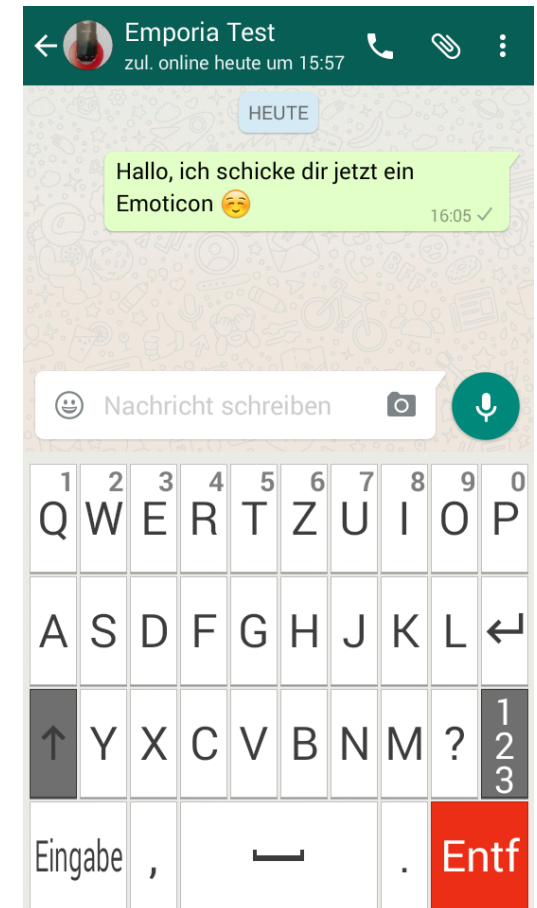 Emporia Test
zul. online heute um 15:57
HEUTE
Hallo, ich schicke dir jetzt ein
Emoticon ☺️
16:05
Nachricht schreiben
1 2 3 4 5 6 7 8 9 0
Q W E R T Z U I O P
A S D F G H J K L
Y X C V B N M ? 1 2 3
Eingabe , . Entf